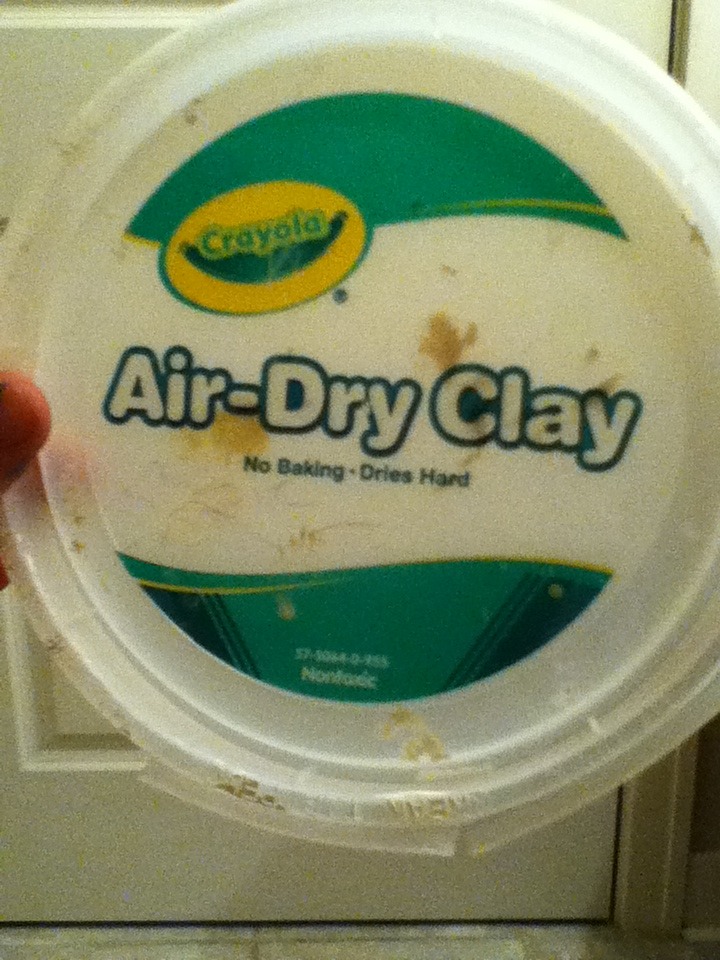 Crayola
®
Air-Dry Clay
No Baking · Dries Hard
Nontoxic